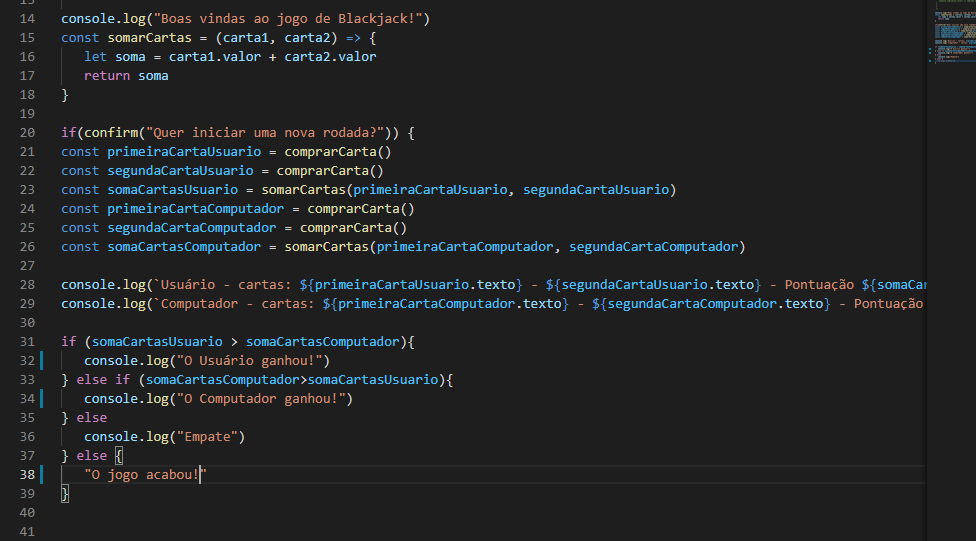 14 console.log("Boas vindas ao jogo de Blackjack!")
15 const somarCartas = (carta1, carta2) => {
16 let soma = carta1.valor + carta2.valor
17 return soma
18 }
19
20 if(confirm("Quer iniciar uma nova rodada?")) {
21 const primeiraCartaUsuario = comprarCarta()
22 const segundaCartaUsuario = comprarCarta()
23 const somaCartasUsuario = somarCartas(primeiraCartaUsuario, segundaCartaUsuario)
24 const primeiraCartaComputador = comprarCarta()
25 const segundaCartaComputador = comprarCarta()
26 const somaCartasComputador = somarCartas(primeiraCartaComputador, segundaCartaComputador)
27
28 console.log(`Usuário - cartas: ${primeiraCartaUsuario.texto} - ${segundaCartaUsuario.texto} - Pontuação ${somaCar
29 console.log(`Computador - cartas: ${primeiraCartaComputador.texto} - ${segundaCartaComputador.texto} - Pontuação
30
31 if (somaCartasUsuario > somaCartasComputador){
32 console.log("O Usuário ganhou!")
33 } else if (somaCartasComputador>somaCartasUsuario){
34 console.log("O Computador ganhou!")
35 } else
36 console.log("Empate")
37 } else {
38 "O jogo acabou!"
39 }
40
41